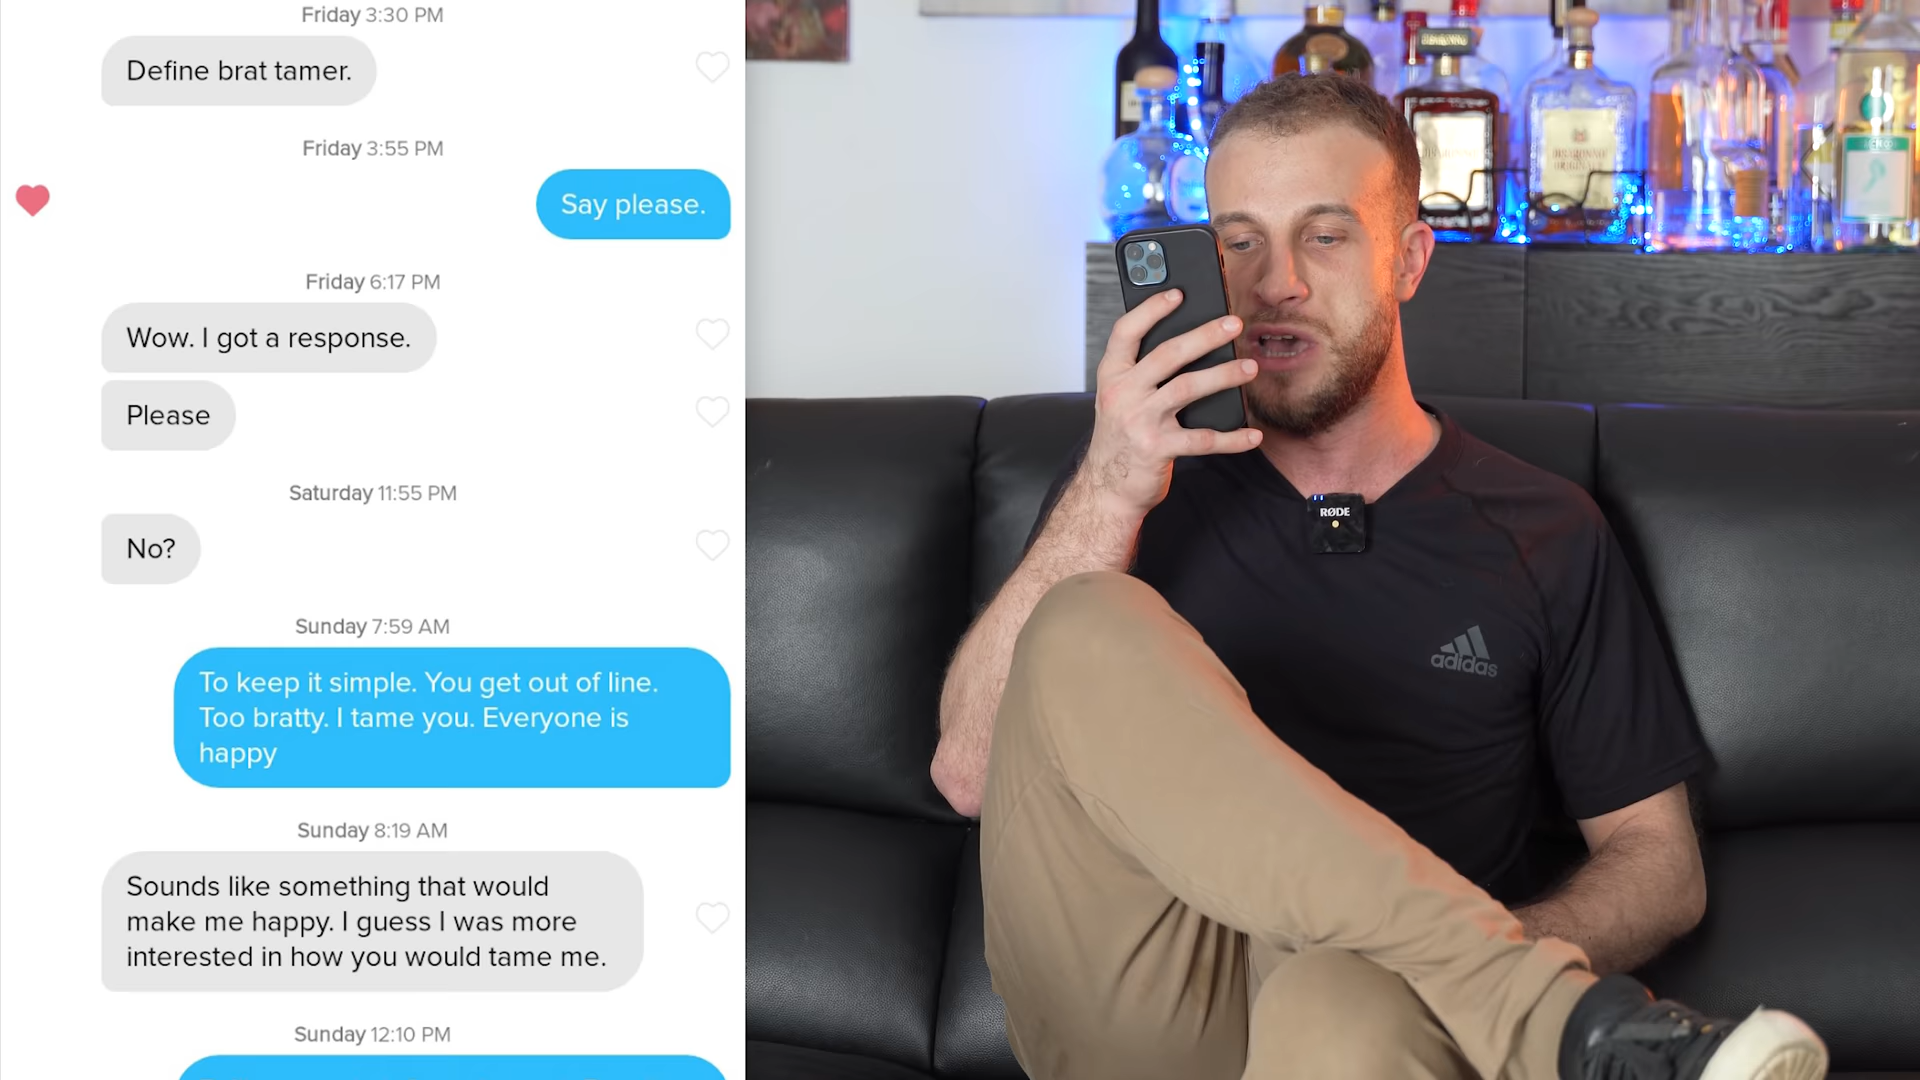 Friday 3:30 PM
Define brat tamer.
Friday 3:55 PM
Say please.
Friday 6:17 PM
Wow. I got a response.
Please
Saturday 11:55 PM
No?
Sunday 7:59 AM
To keep it simple. You get out of line.
Too bratty. I tame you. Everyone is
happy
Sunday 8:19 AM
Sounds like something that would
make me happy. I guess I was more
interested in how you would tame me.
Sunday 12:10 PM
RØDE
adidas